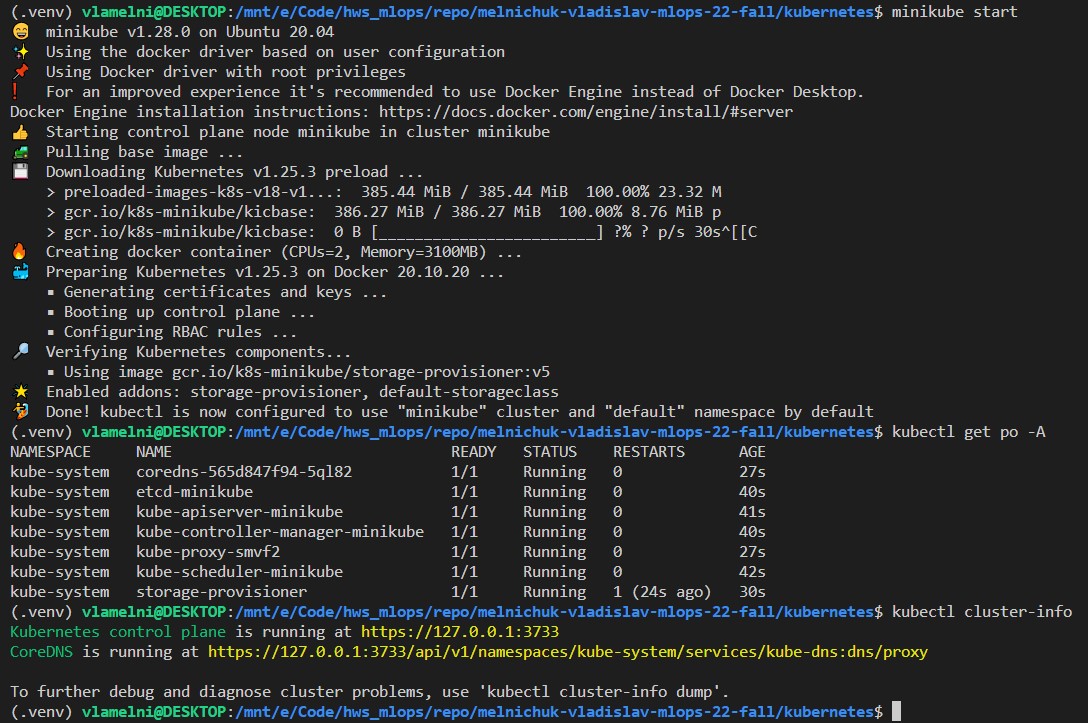 (.venv) vlamelni@DESKTOP:/mnt/e/Code/hws_mlops/repo/melnichuk-vladislav-mlops-22-fall/kubernetes$ minikube start
😄  minikube v1.28.0 on Ubuntu 20.04
✨  Using the docker driver based on user configuration
📌  Using Docker driver with root privileges
❗  For an improved experience it's recommended to use Docker Engine instead of Docker Desktop.
Docker Engine installation instructions: https://docs.docker.com/engine/install/#server
👍  Starting control plane node minikube in cluster minikube
🚜  Pulling base image ...
💾  Downloading Kubernetes v1.25.3 preload ...
    > preloaded-images-k8s-v18-v1...:  385.44 MiB / 385.44 MiB  100.00% 23.32 M
    > gcr.io/k8s-minikube/kicbase:  386.27 MiB / 386.27 MiB  100.00% 8.76 MiB p
    > gcr.io/k8s-minikube/kicbase:  0 B [________________________] ?% ? p/s 30s^[[C
🔥  Creating docker container (CPUs=2, Memory=3100MB) ...
🐳  Preparing Kubernetes v1.25.3 on Docker 20.10.20 ...
    ▪ Generating certificates and keys ...
    ▪ Booting up control plane ...
    ▪ Configuring RBAC rules ...
🔎  Verifying Kubernetes components...
    ▪ Using image gcr.io/k8s-minikube/storage-provisioner:v5
🌟  Enabled addons: storage-provisioner, default-storageclass
🏄  Done! kubectl is now configured to use "minikube" cluster and "default" namespace by default
(.venv) vlamelni@DESKTOP:/mnt/e/Code/hws_mlops/repo/melnichuk-vladislav-mlops-22-fall/kubernetes$ kubectl get po -A
NAMESPACE     NAME                               READY   STATUS    RESTARTS      AGE
kube-system   coredns-565d847f94-5ql82           1/1     Running   0             27s
kube-system   etcd-minikube                      1/1     Running   0             40s
kube-system   kube-apiserver-minikube            1/1     Running   0             41s
kube-system   kube-controller-manager-minikube   1/1     Running   0             40s
kube-system   kube-proxy-smvf2                   1/1     Running   0             27s
kube-system   kube-scheduler-minikube            1/1     Running   0             42s
kube-system   storage-provisioner                1/1     Running   1 (24s ago)   30s
(.venv) vlamelni@DESKTOP:/mnt/e/Code/hws_mlops/repo/melnichuk-vladislav-mlops-22-fall/kubernetes$ kubectl cluster-info
Kubernetes control plane is running at https://127.0.0.1:3733
CoreDNS is running at https://127.0.0.1:3733/api/v1/namespaces/kube-system/services/kube-dns:dns/proxy

To further debug and diagnose cluster problems, use 'kubectl cluster-info dump'.
(.venv) vlamelni@DESKTOP:/mnt/e/Code/hws_mlops/repo/melnichuk-vladislav-mlops-22-fall/kubernetes$